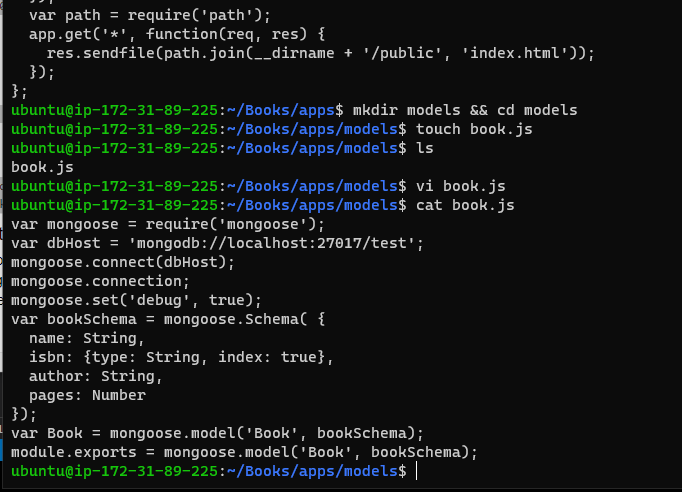 var path = require('path');
app.get('*', function(req, res) {
res.sendfile(path.join(__dirname + '/public', 'index.html'));
});
};
ubuntu@ip-172-31-89-225:~/Books/apps$ mkdir models && cd models
ubuntu@ip-172-31-89-225:~/Books/apps/models$ touch book.js
ubuntu@ip-172-31-89-225:~/Books/apps/models$ ls
book.js
ubuntu@ip-172-31-89-225:~/Books/apps/models$ vi book.js
ubuntu@ip-172-31-89-225:~/Books/apps/models$ cat book.js
var mongoose = require('mongoose');
var dbHost = 'mongodb://localhost:27017/test';
mongoose.connect(dbHost);
mongoose.connection;
mongoose.set('debug', true);
var bookSchema = mongoose.Schema( {
name: String,
isbn: {type: String, index: true},
author: String,
pages: Number
});
var Book = mongoose.model('Book', bookSchema);
module.exports = mongoose.model('Book', bookSchema);
ubuntu@ip-172-31-89-225:~/Books/apps/models$